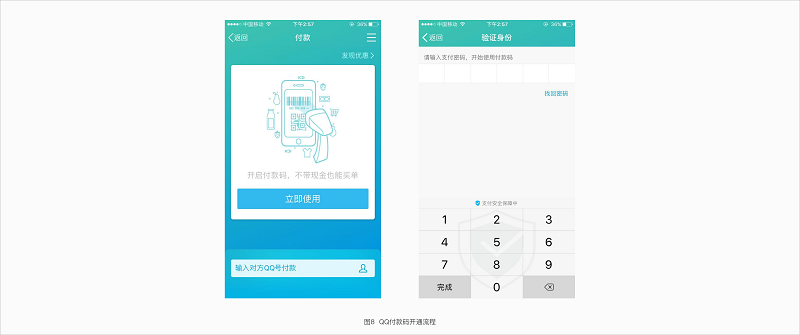 中国移动 下午2:57 36%
返回 付款
发现优惠
开启付款码，不带现金也能买单
立即使用
输入对方QQ号付款
中国移动 下午2:57 36%
返回 验证身份
请输入支付密码，开始使用付款码
找回密码
支付安全保障中
1 2 3
4 5 6
7 8 9
完成 0
图8 QQ付款码开通流程